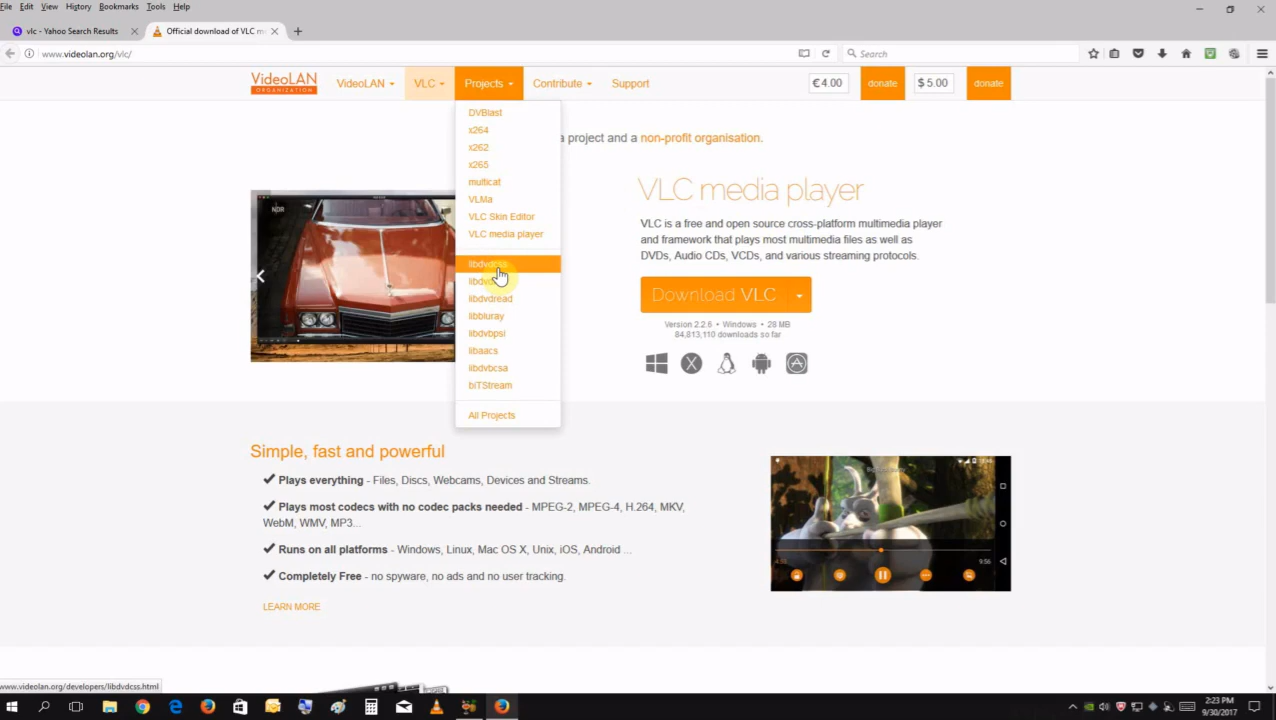 File Edit View History Bookmarks Tools Help
vlc - Yahoo Search Results
Official download of VLC m
www.videolan.org/vlc/
Search
VideoLAN
ORGANIZATION
VideoLAN VLC Projects Contribute Support
€ 4.00 donate $ 5.00 donate
DVBlast
x264
x262
x265
multicat
VLMa
VLC Skin Editor
VLC media player
libdvdcss
libdvdread
libbluray
libdvbpsi
libaacs
libdvbcsa
biTStream
All Projects
a project and a non-profit organisation.
NDR
VLC media player
VLC is a free and open source cross-platform multimedia player
and framework that plays most multimedia files as well as
DVDs, Audio CDs, VCDs, and various streaming protocols.
Download VLC
Version 2.2.6 • Windows • 28 MB
84,813,110 downloads so far
Simple, fast and powerful
Plays everything - Files, Discs, Webcams, Devices and Streams.
Plays most codecs with no codec packs needed - MPEG-2, MPEG-4, H.264, MKV,
WebM, WMV, MP3...
Runs on all platforms - Windows, Linux, Mac OS X, Unix, iOS, Android ...
Completely Free - no spyware, no ads and no user tracking.
LEARN MORE
9:56
www.videolan.org/developers/libdvdcss.html
2:23 PM
9/30/2017